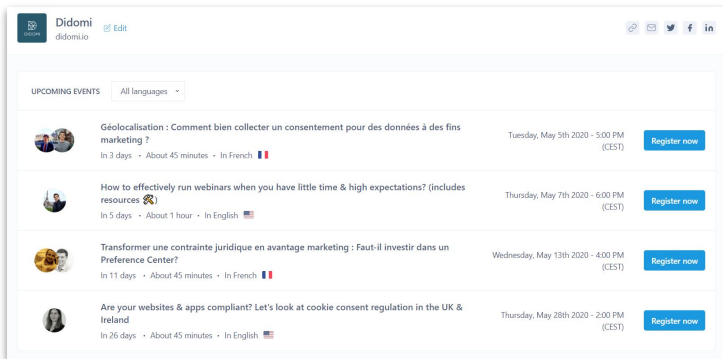 DIDOMI
Didomi
didomi.io
Edit
UPCOMING EVENTS
All languages
Géolocalisation : Comment bien collecter un consentement pour des données à des fins
marketing ?
In 3 days • About 45 minutes • In French
Tuesday, May 5th 2020 - 5:00 PM
(CEST)
Register now
How to effectively run webinars when you have little time & high expectations? (includes
resources 🛠)
In 5 days • About 1 hour • In English
Thursday, May 7th 2020 - 6:00 PM
(CEST)
Register now
Transformer une contrainte juridique en avantage marketing : Faut-il investir dans un
Preference Center?
In 11 days • About 45 minutes • In French
Wednesday, May 13th 2020 - 4:00 PM
(CEST)
Register now
Are your websites & apps compliant? Let's look at cookie consent regulation in the UK &
Ireland
In 26 days • About 45 minutes • In English
Thursday, May 28th 2020 - 2:00 PM
(CEST)
Register now